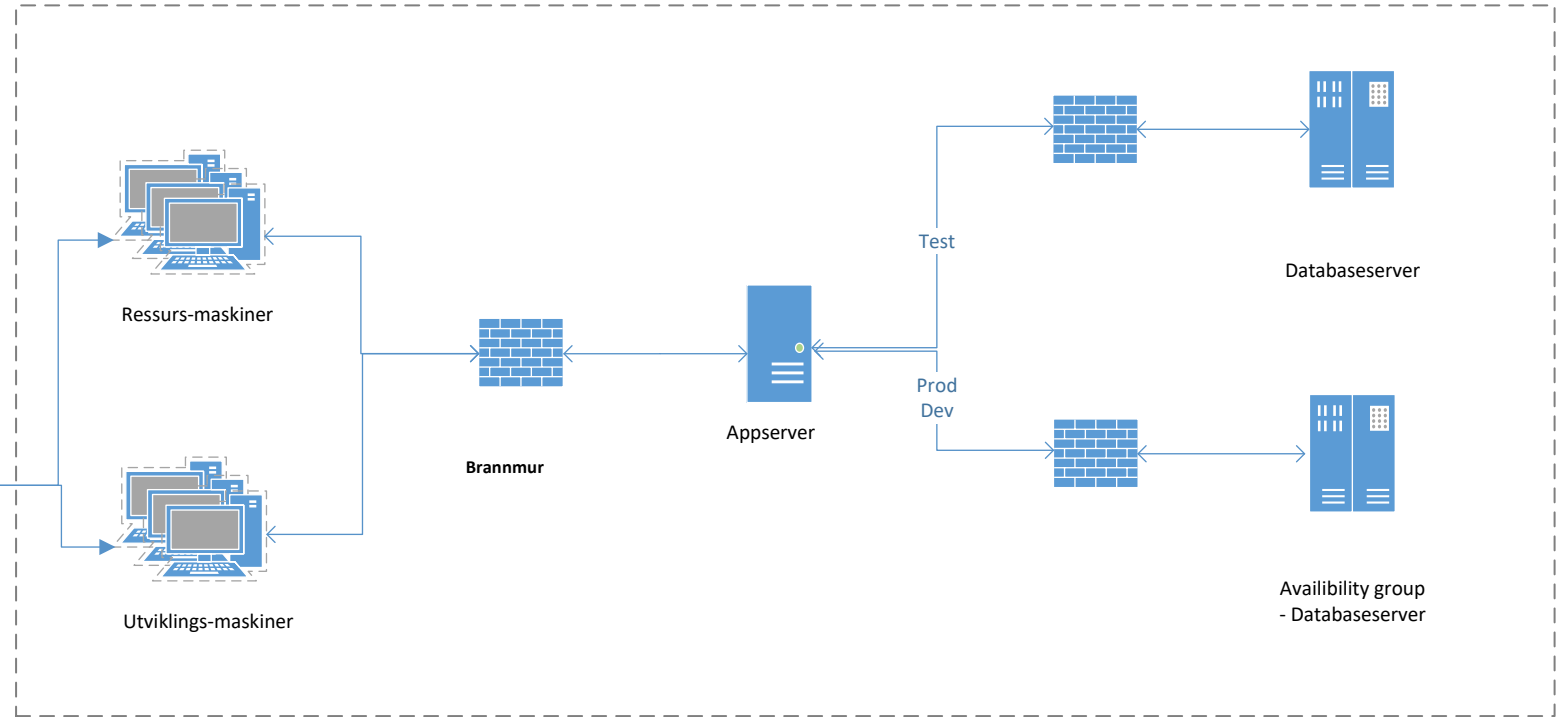 Ressurs-maskiner
Utviklings-maskiner
Brannmur
Appserver
Test
Prod
Dev
Databaseserver
Availibility group
- Databaseserver